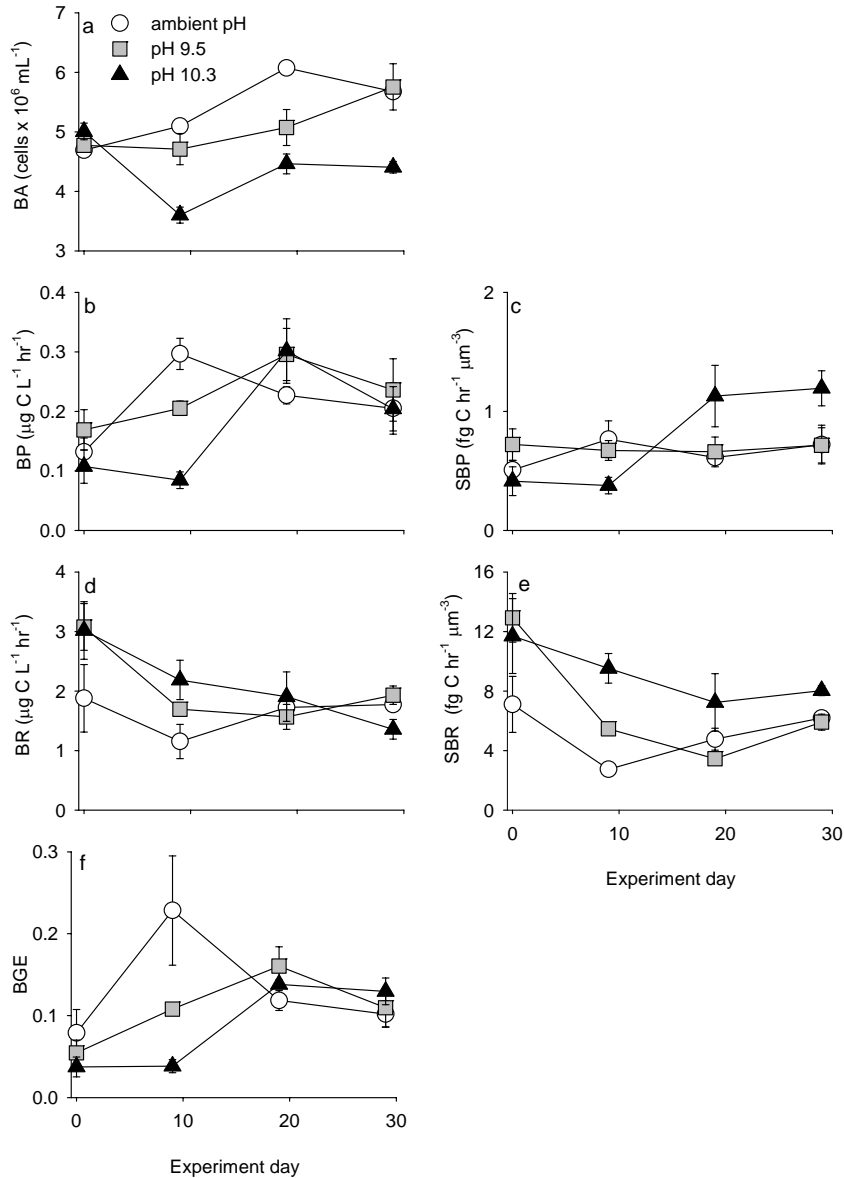 a
ambient pH
pH 9.5
pH 10.3
BA (cells x 10⁶ mL⁻¹)
7
6
5
4
3
b
BP (µg C L⁻¹ hr⁻¹)
0.4
0.3
0.2
0.1
0.0
c
SBP (fg C hr⁻¹ µm⁻³)
2
1
0
d
BR (µg C L⁻¹ hr⁻¹)
4
3
2
1
0
e
SBR (fg C hr⁻¹ µm⁻³)
16
12
8
4
0
0 10 20 30
Experiment day
f
BGE
0.3
0.2
0.1
0.0
0 10 20 30
Experiment day